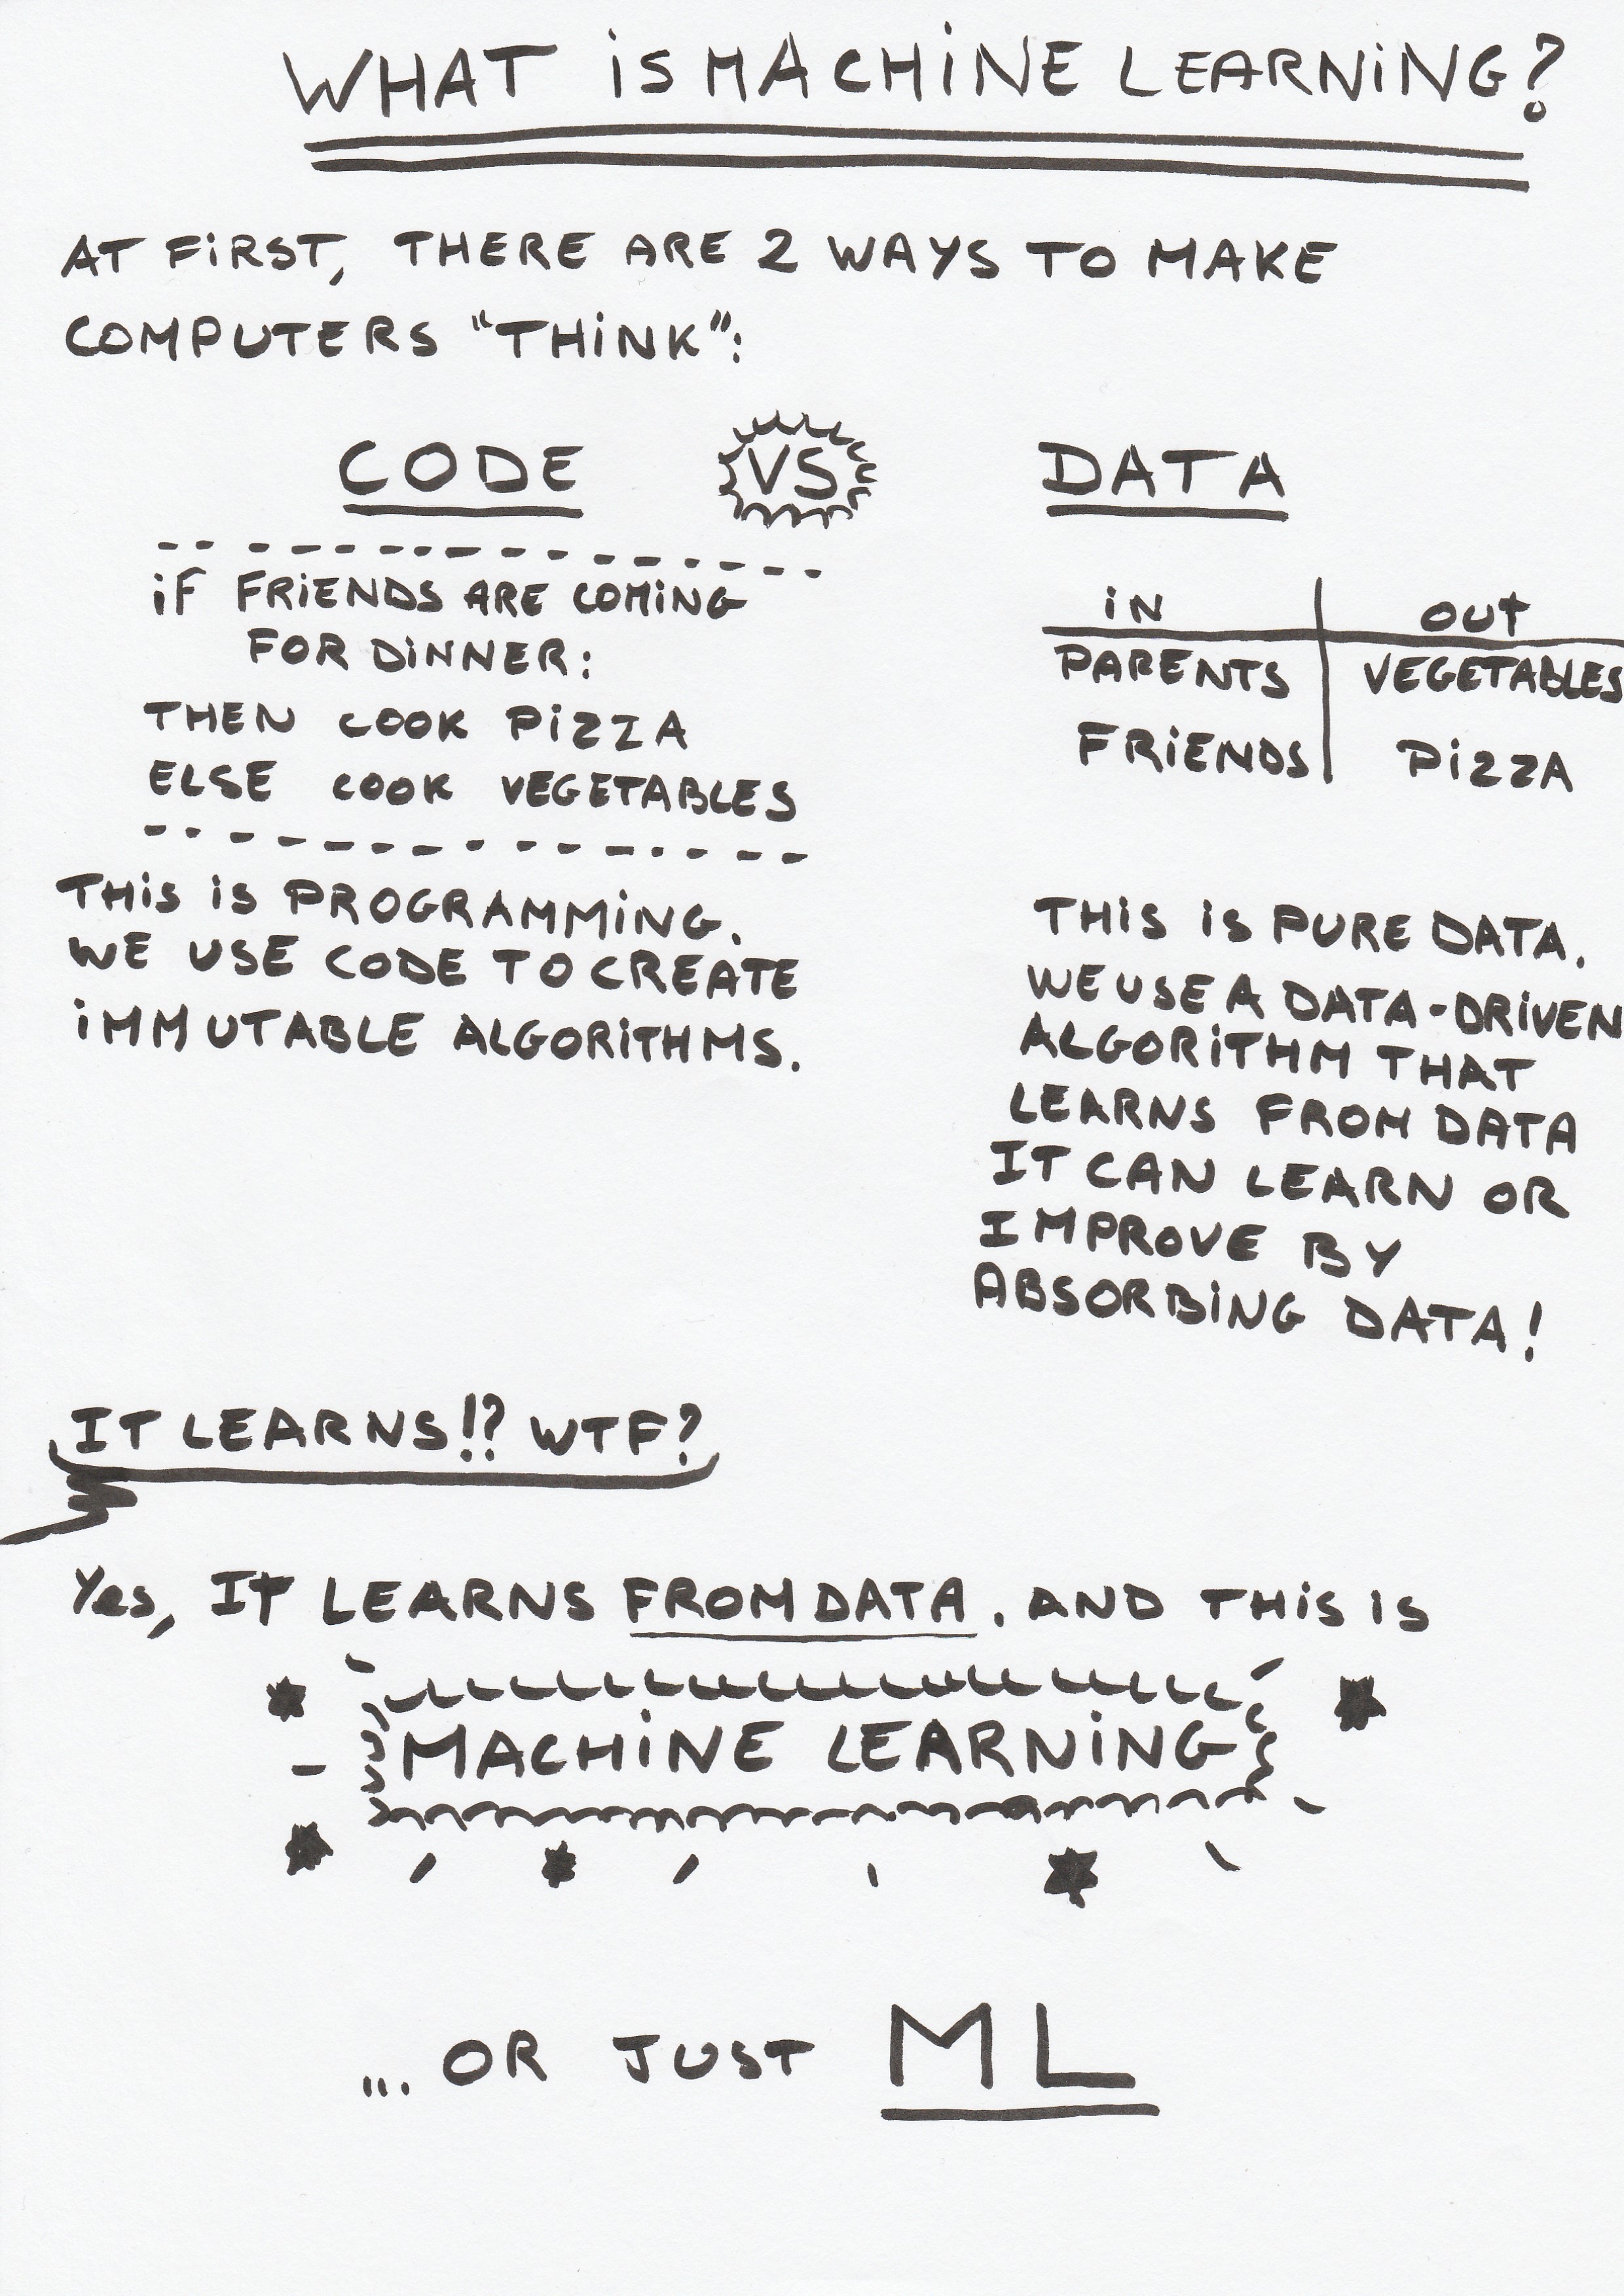 WHAT iS MACHiNE LEARNiNG?
AT FiRST, THERE ARE 2 WAYS TO MAKE
COMPUTERS "THiNK":
CODE VS DATA
iF FRiENDS ARE COMiNG
FOR DiNNER:
THEN COOK PiZZA
ELSE COOK VEGETABLES
THiS iS PROGRAMMiNG.
WE USE CODE TO CREATE
iMMUTABLE ALGORiTHMS.
iN OUt
PARENTS VEGETABLES
FRiENDS PiZZA
THiS iS PURE DATA.
WE USE A DATA-DRiVEN
ALGORiTHM THAT
LEARNS FROM DATA
IT CAN LEARN OR
IMPROVE BY
ABSORBiNG DATA!
IT LEARNS!? WTF?
Yes, IT LEARNS FROM DATA. AND THiS iS
MACHiNE LEARNiNG
... OR JUST ML